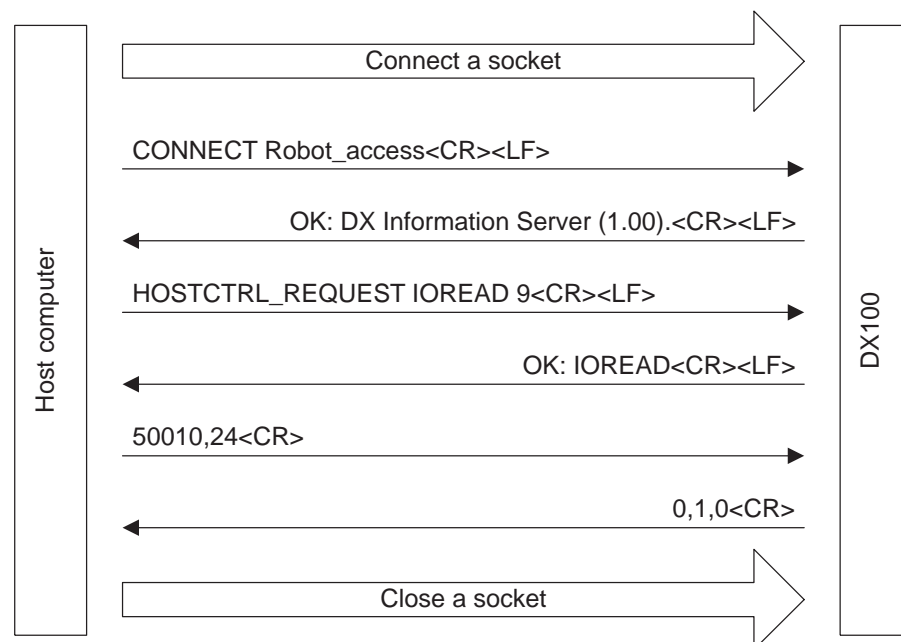 Connect a socket
CONNECT Robot_access<CR><LF>
OK: DX Information Server (1.00).<CR><LF>
HOSTCTRL_REQUEST IOREAD 9<CR><LF>
OK: IOREAD<CR><LF>
50010,24<CR>
0,1,0<CR>
Close a socket
Host computer
DX100